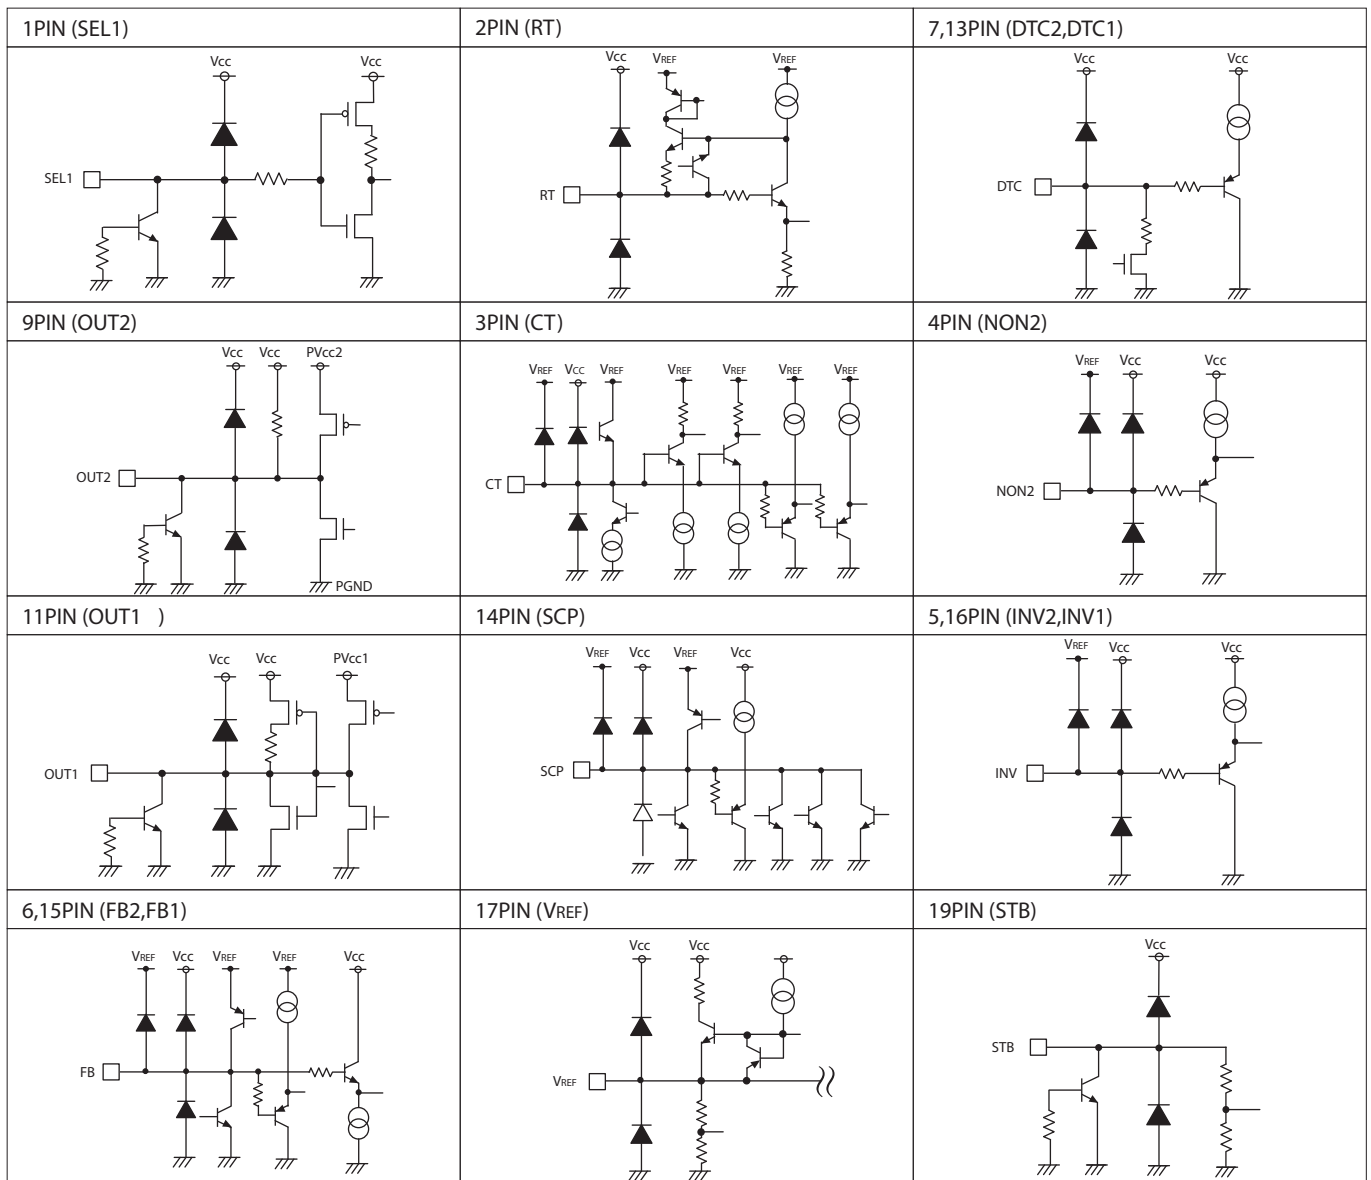 1PIN (SEL1)
Vcc
Vcc
SEL1
2PIN (RT)
Vcc
VREF
VREF
RT
7,13PIN (DTC2,DTC1)
Vcc
Vcc
DTC
9PIN (OUT2)
Vcc
Vcc
PVcc2
OUT2
PGND
3PIN (CT)
VREF
VCC
VREF
VREF
VREF
VREF
VREF
CT
4PIN (NON2)
VREF
Vcc
Vcc
NON2
11PIN (OUT1 )
Vcc
Vcc
PVcc1
OUT1
14PIN (SCP)
VREF
Vcc
VREF
Vcc
SCP
5,16PIN (INV2,INV1)
VREF
Vcc
Vcc
INV
6,15PIN (FB2,FB1)
VREF
Vcc
VREF
VREF
Vcc
FB
17PIN (VREF)
Vcc
Vcc
VREF
19PIN (STB)
Vcc
STB